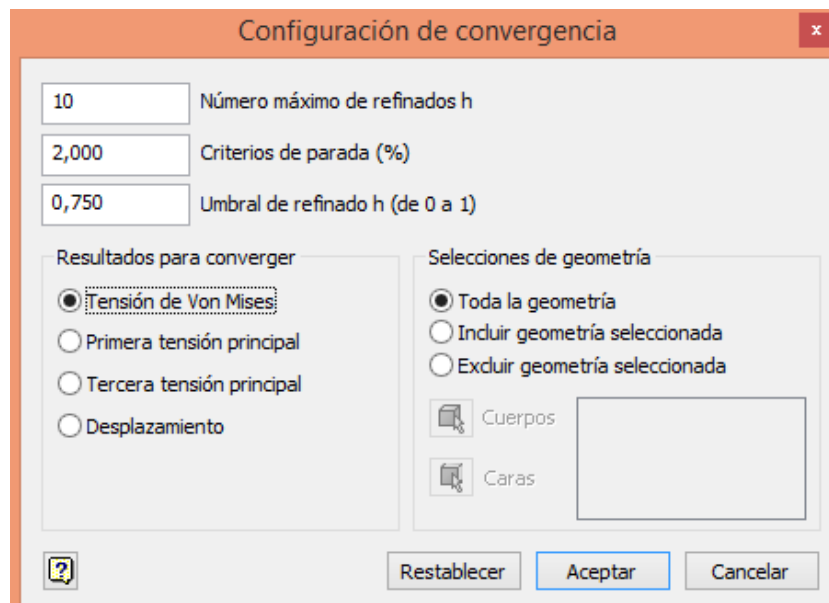 Configuración de convergencia
x
10 Número máximo de refinados h
2,000 Criterios de parada (%)
0,750 Umbral de refinado h (de 0 a 1)
Resultados para converger
Tensión de Von Mises
Primera tensión principal
Tercera tensión principal
Desplazamiento
Selecciones de geometría
Toda la geometría
Incluir geometría seleccionada
Excluir geometría seleccionada
Cuerpos
Caras
?
Restablecer
Aceptar
Cancelar